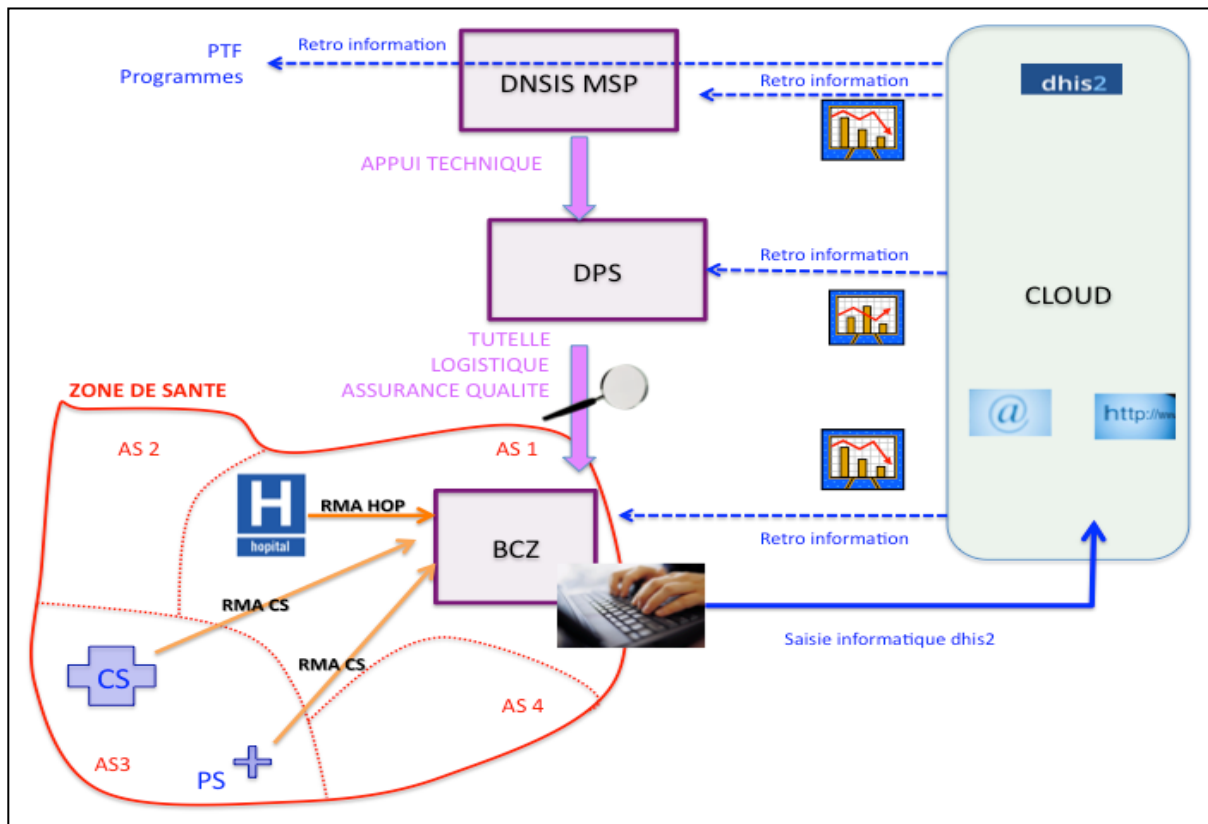 PTF
Programmes
Retro information
DNSIS MSP
Retro information
dhis2
APPUI TECHNIQUE
DPS
Retro information
CLOUD
TUTELLE
LOGISTIQUE
ASSURANCE QUALITE
ZONE DE SANTE
AS 2
AS 1
@
http://ww
H
hopital
RMA HOP
BCZ
Retro information
RMA CS
Saisie informatique dhis2
CS
RMA CS
AS 4
AS3
PS